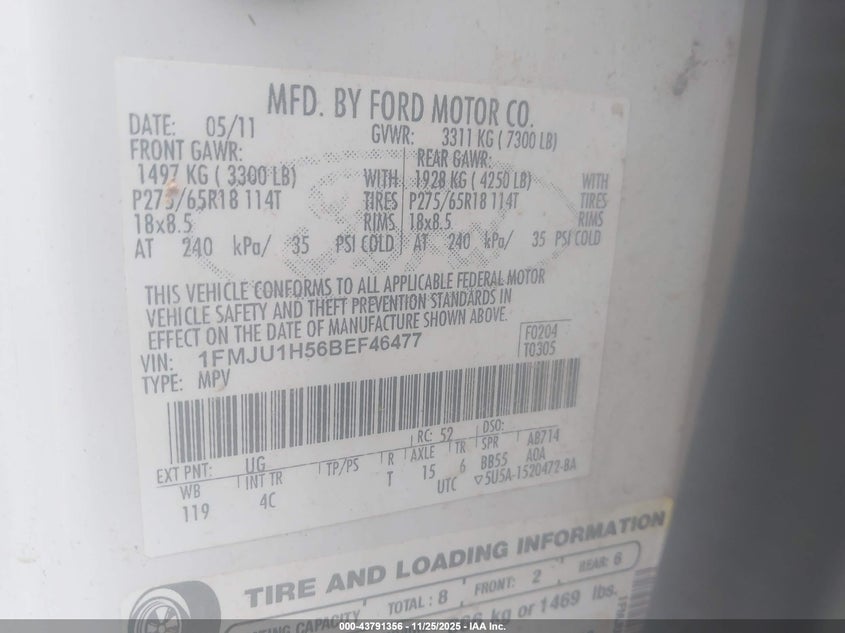 MFD. BY FORD MOTOR CO.
DATE: 05/11 GVWR: 3311 KG ( 7300 LB)
FRONT GAWR: REAR GAWR:
1497 KG ( 3300 LB) WITH 1928 KG ( 4250 LB) WITH
P275/65R18 114T TIRES P275/65R18 114T TIRES
18x8.5 RIMS 18x8.5 RIMS
AT 240 kPa/ 35 PSI COLD AT 240 kPa/ 35 PSI COLD
THIS VEHICLE CONFORMS TO ALL APPLICABLE FEDERAL MOTOR
VEHICLE SAFETY AND THEFT PREVENTION STANDARDS IN
EFFECT ON THE DATE OF MANUFACTURE SHOWN ABOVE.
VIN: 1FMJU1H56BEF46477 F0204
TYPE: MPV T0305
RC: 52 DSO:
EXT PNT: UG AXLE TR SPR AB714
WB INT TR TP/PS R 15 6 BB55 AOA
119 4C T UTC ▽5U5A-1520472-BA
TIRE AND LOADING INFORMATION
CAPACITY TOTAL: 8 FRONT: 2 REAR: 6
kg or 1469 lbs.
000-43791356 - 11/25/2025 - IAA Inc.